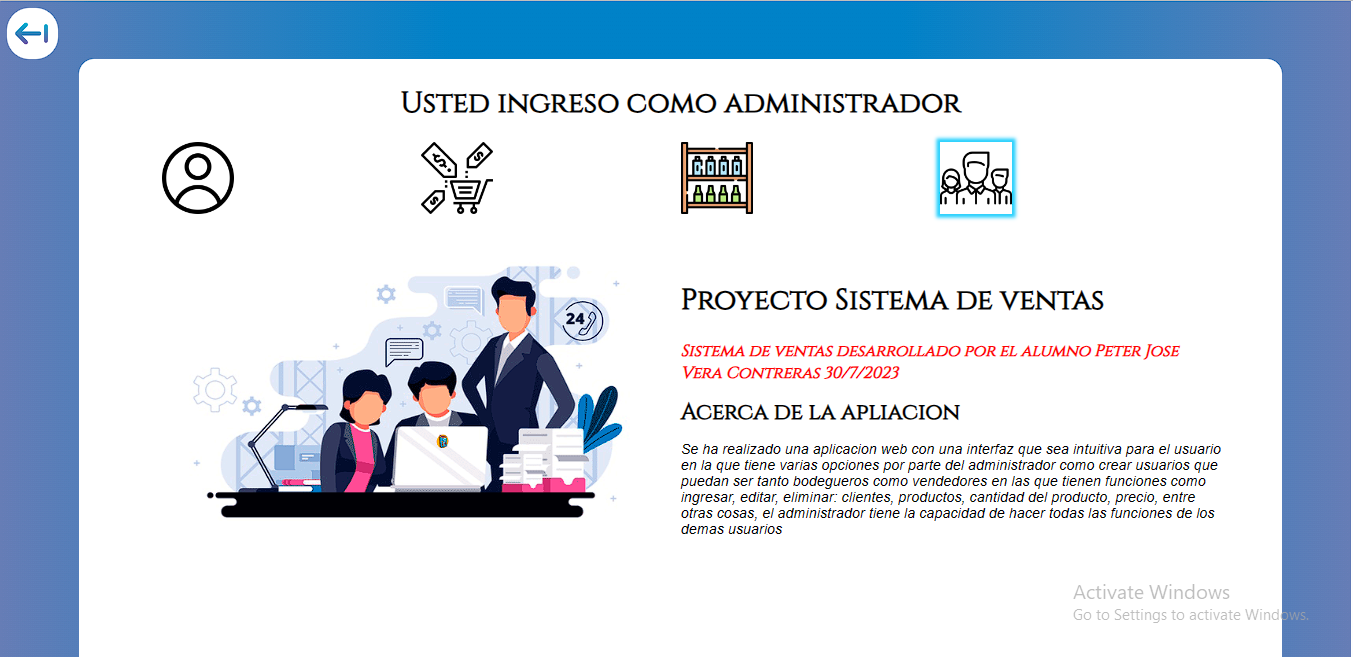 Usted ingreso como administrador
24
Proyecto Sistema de ventas
Sistema de ventas desarrollado por el alumno Peter Jose
Vera Contreras 30/7/2023
Acerca de la apliacion
Se ha realizado una aplicacion web con una interfaz que sea intuitiva para el usuario
en la que tiene varias opciones por parte del administrador como crear usuarios que
puedan ser tanto bodegueros como vendedores en las que tienen funciones como
ingresar, editar, eliminar: clientes, productos, cantidad del producto, precio, entre
otras cosas, el administrador tiene la capacidad de hacer todas las funciones de los
demas usuarios
Activate Windows
Go to Settings to activate Windows.